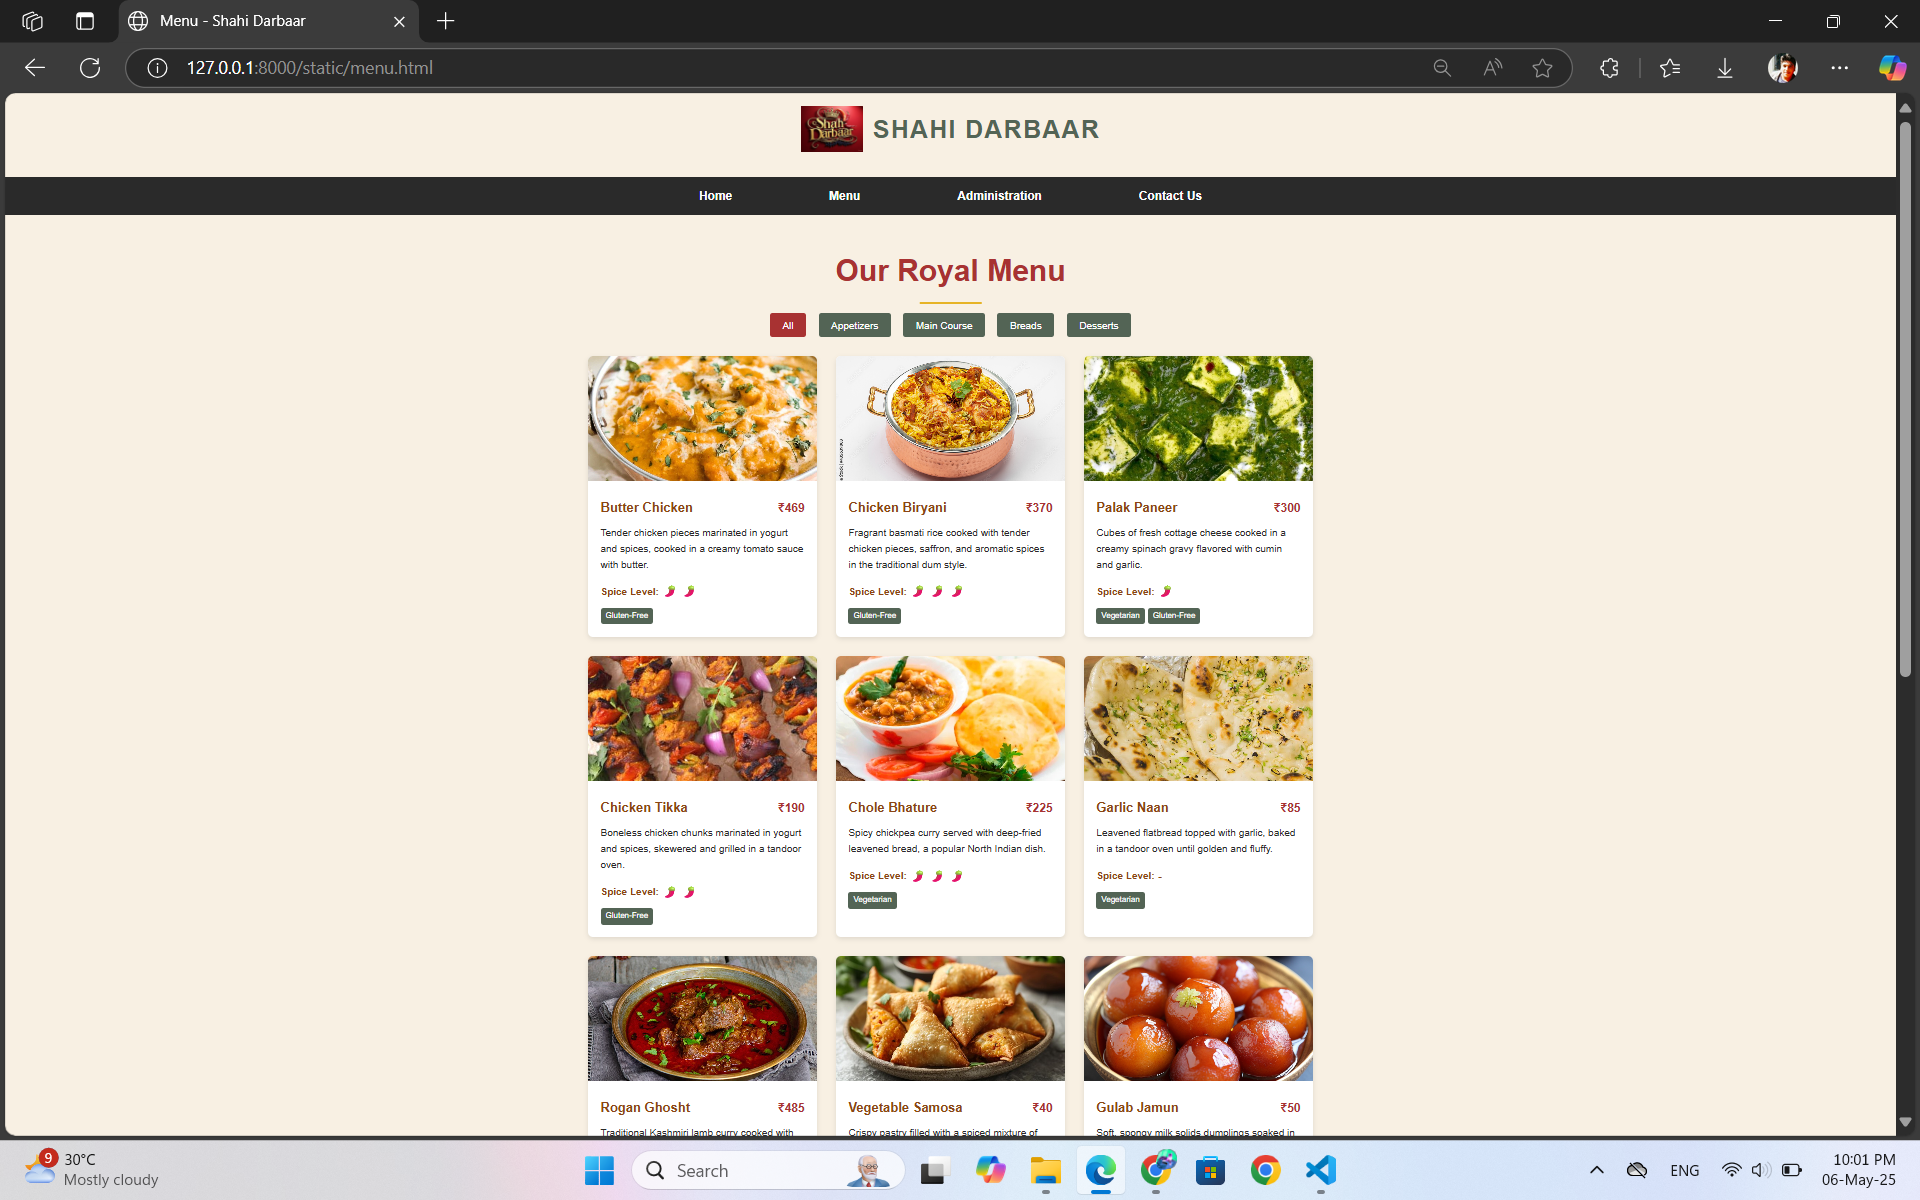 Menu - Shahi Darbaar
127.0.0.1:8000/static/menu.html
Shahi Darbaar
SHAHI DARBAAR
Home Menu Administration Contact Us
Our Royal Menu
All Appetizers Main Course Breads Desserts
Butter Chicken ₹469
Tender chicken pieces marinated in yogurt
and spices, cooked in a creamy tomato sauce
with butter.
Spice Level:
Gluten-Free
Chicken Biryani ₹370
Fragrant basmati rice cooked with tender
chicken pieces, saffron, and aromatic spices
in the traditional dum style.
Spice Level:
Gluten-Free
Palak Paneer ₹300
Cubes of fresh cottage cheese cooked in a
creamy spinach gravy flavored with cumin
and garlic.
Spice Level:
Vegetarian Gluten-Free
Chicken Tikka ₹190
Boneless chicken chunks marinated in yogurt
and spices, skewered and grilled in a tandoor
oven.
Spice Level:
Gluten-Free
Chole Bhature ₹225
Spicy chickpea curry served with deep-fried
leavened bread, a popular North Indian dish.
Spice Level:
Vegetarian
Garlic Naan ₹85
Leavened flatbread topped with garlic, baked
in a tandoor oven until golden and fluffy.
Spice Level: -
Vegetarian
Rogan Ghosht ₹485
Traditional Kashmiri lamb curry cooked with
Vegetable Samosa ₹40
Crispy pastry filled with a spiced mixture of
Gulab Jamun ₹50
Soft, spongy milk solids dumplings soaked in
9
30°C
Mostly cloudy
Search
ENG
10:01 PM
06-May-25